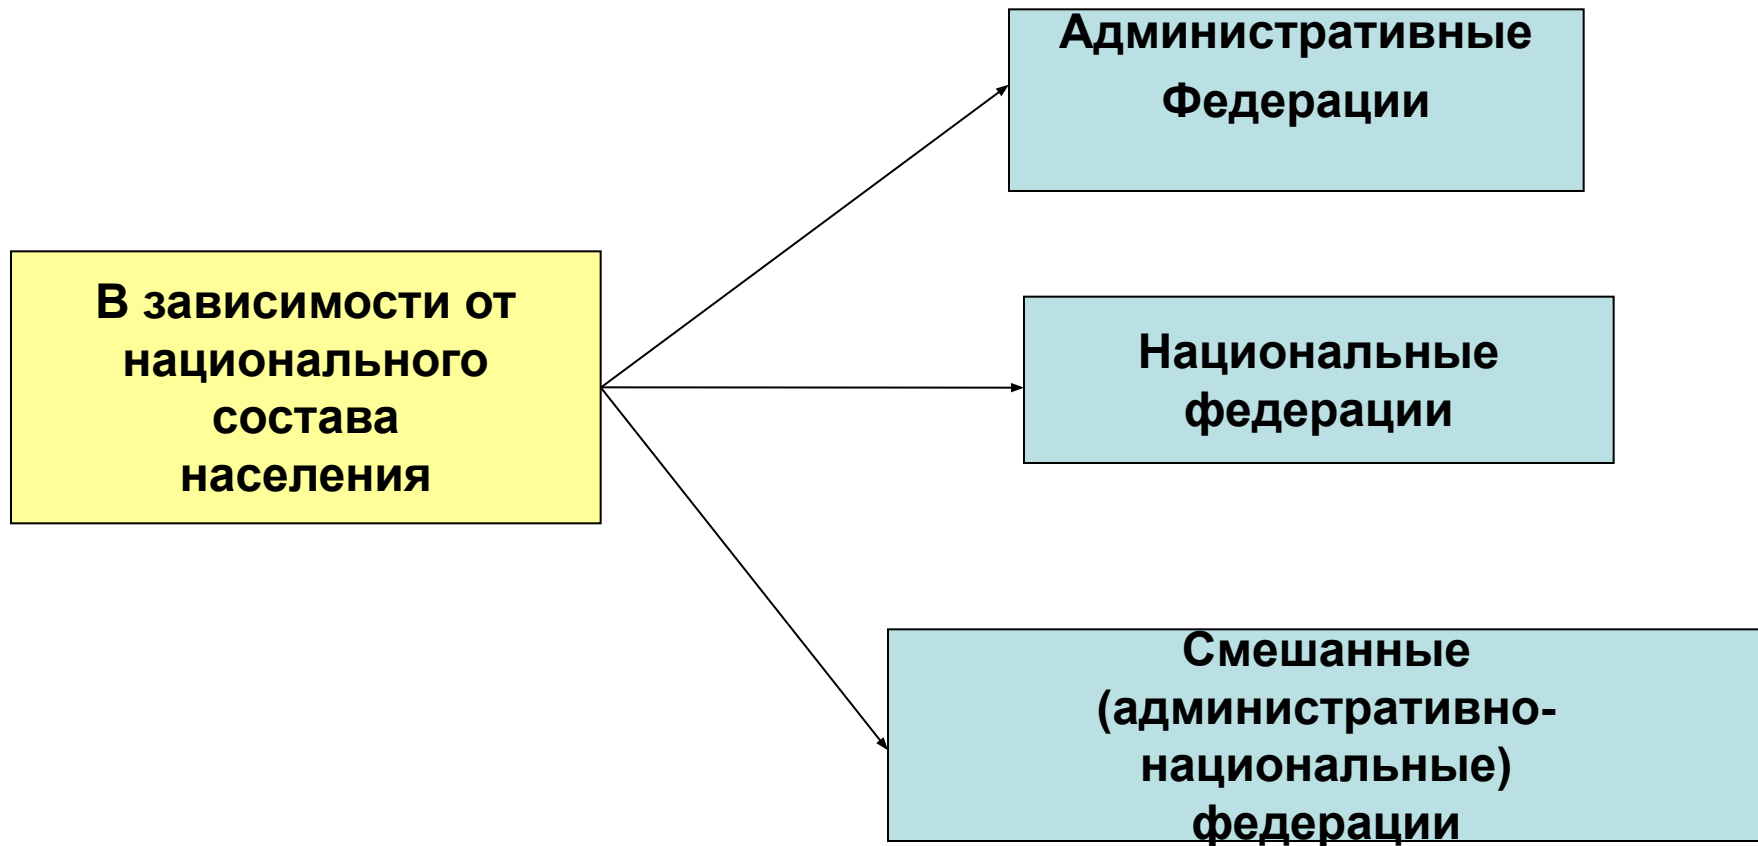 Административные
Федерации
В зависимости от
национального
состава
населения
Национальные
федерации
Смешанные
(административно-
национальные)
федерации